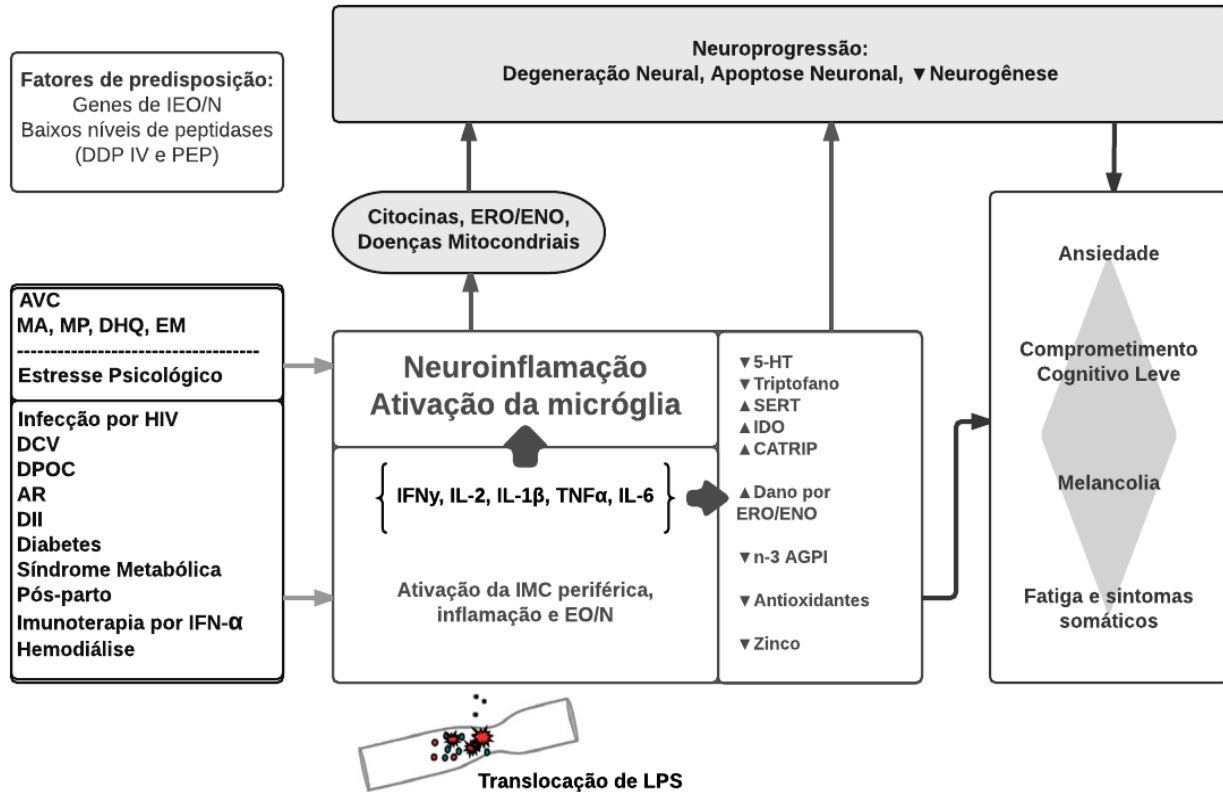 Neuroprogressão:
Degeneração Neural, Apoptose Neuronal, ▼Neurogênese
Fatores de predisposição:
Genes de IEO/N
Baixos níveis de peptidases
(DDP IV e PEP)
Citocinas, ERO/ENO,
Doenças Mitocondriais
AVC
MA, MP, DHQ, EM
------------------------------------
Estresse Psicológico
Infecção por HIV
DCV
DPOC
AR
DII
Diabetes
Síndrome Metabólica
Pós-parto
Imunoterapia por IFN-α
Hemodiálise
Neuroinflamação
Ativação da micróglia
{ IFNy, IL-2, IL-1β, TNFα, IL-6 }
Ativação da IMC periférica,
inflamação e EO/N
▼5-HT
▼Triptofano
▲SERT
▲IDO
▲CATRIP
▲Dano por
ERO/ENO
▼n-3 AGPI
▼Antioxidantes
▼Zinco
Ansiedade
Comprometimento
Cognitivo Leve
Melancolia
Fatiga e sintomas
somáticos
Translocação de LPS